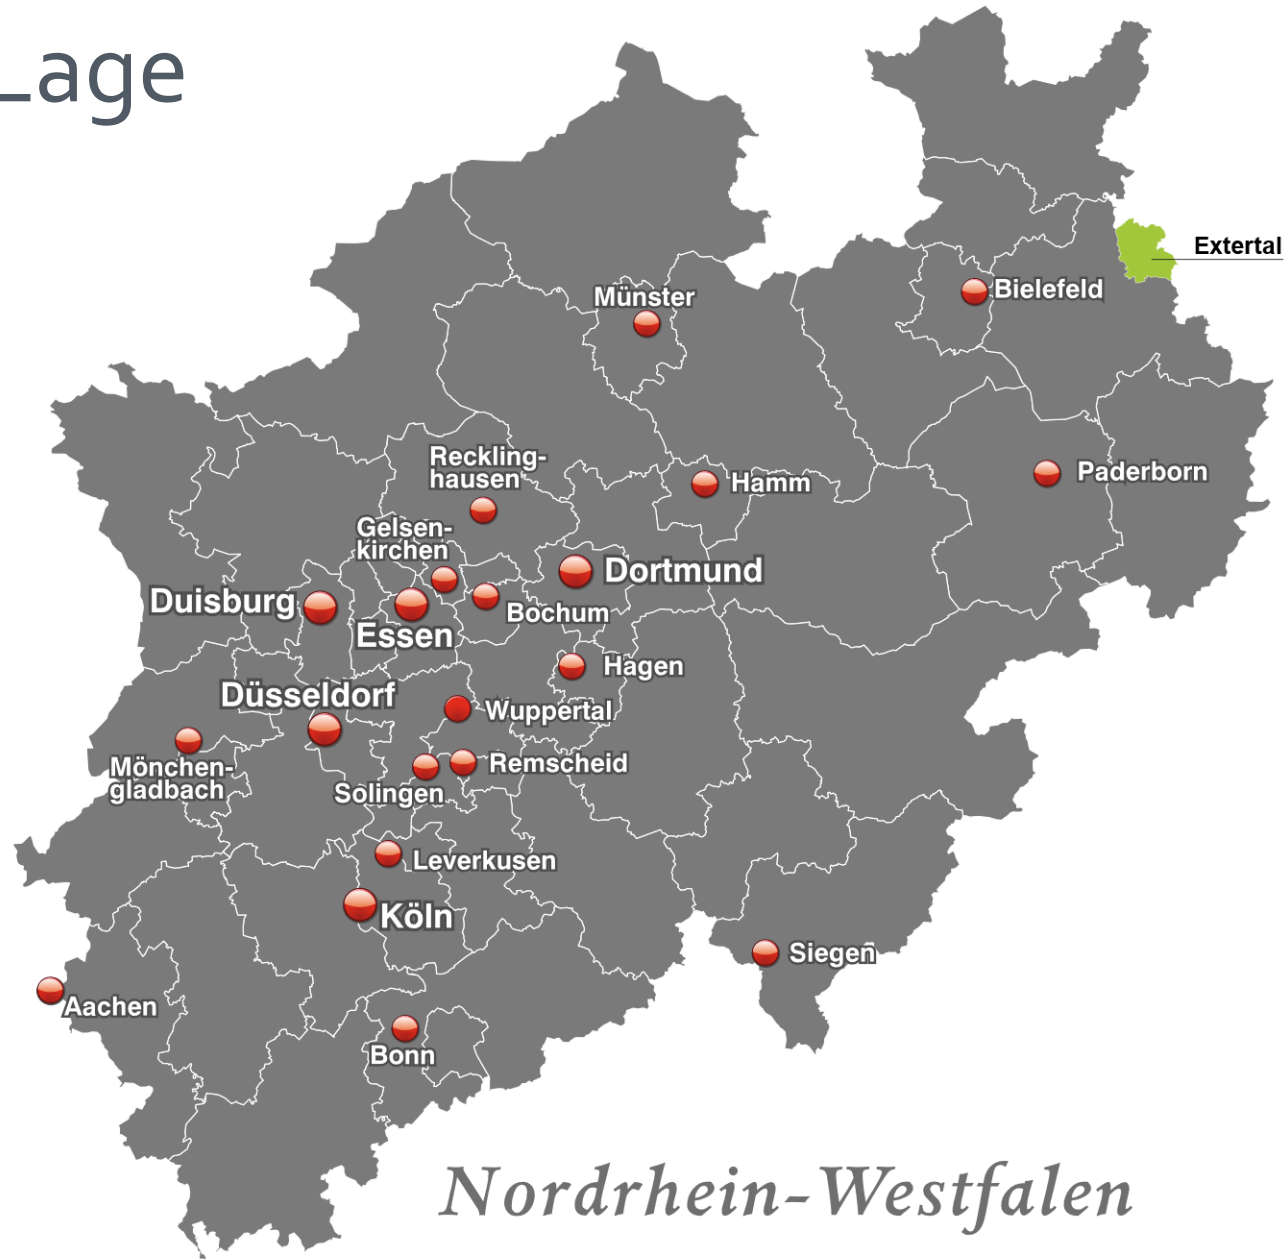 Lage
Extertal
Bielefeld
Münster
Reckling-
hausen
Hamm
Paderborn
Gelsen-
kirchen
Dortmund
Duisburg
Bochum
Essen
Hagen
Düsseldorf
Wuppertal
Mönchen-
gladbach
Remscheid
Solingen
Leverkusen
Köln
Siegen
Aachen
Bonn
Nordrhein-Westfalen